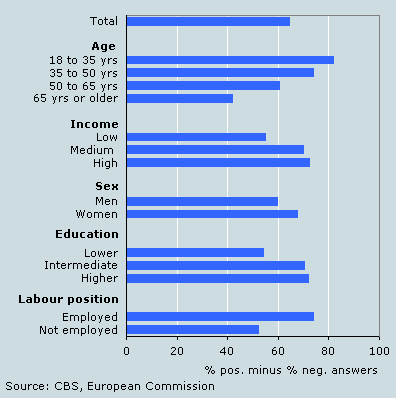 Total
Age
18 to 35 yrs
35 to 50 yrs
50 to 65 yrs
65 yrs or older
Income
Low
Medium
High
Sex
Men
Women
Education
Lower
Intermediate
Higher
Labour position
Employed
Not employed
0 20 40 60 80 100
% pos. minus % neg. answers
Source: CBS, European Commission